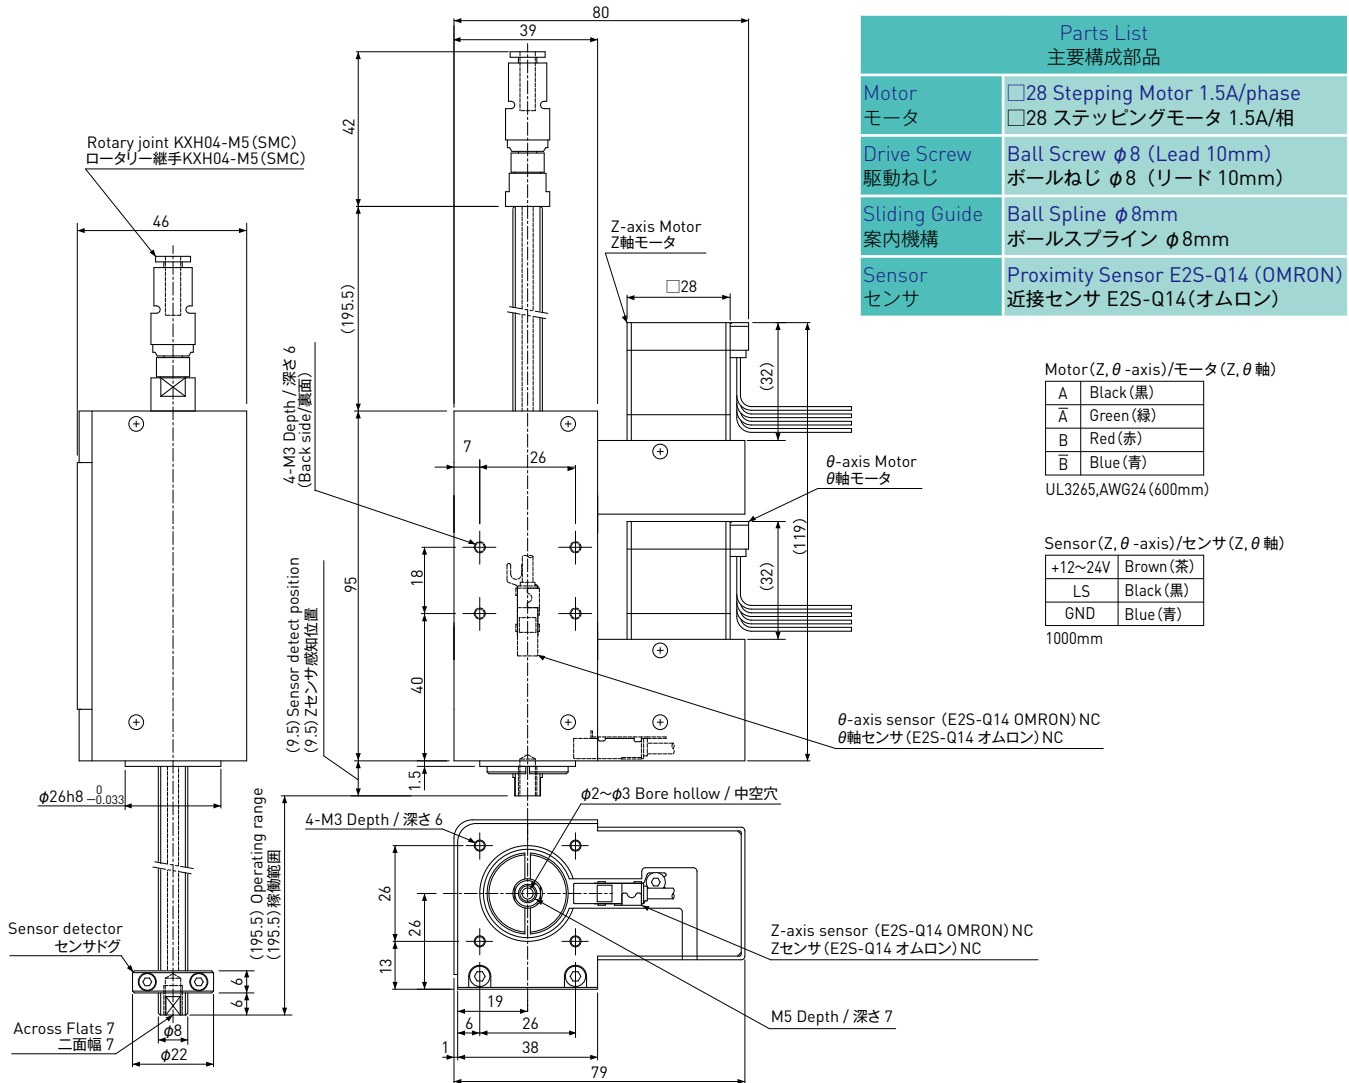 80
39
42
Rotary joint KXH04-M5(SMC)
ロータリー継手KXH04-M5(SMC)
46
(195.5)
Z-axis Motor
Z軸モータ
□28
(32)
4-M3 Depth / 深さ 6
(Back side/裏面)
7
26
θ-axis Motor
θ軸モータ
(119)
(32)
18
95
40
(9.5) Sensor detect position
(9.5) Zセンサ感知位置
1.5
θ-axis sensor (E2S-Q14 OMRON) NC
θ軸センサ(E2S-Q14 オムロン) NC
φ26h8 0 -0.033
φ2~φ3 Bore hollow / 中空穴
4-M3 Depth / 深さ 6
(195.5) Operating range
(195.5) 稼働範囲
26
26
13
Sensor detector
センサドグ
6
6
Z-axis sensor (E2S-Q14 OMRON) NC
Zセンサ(E2S-Q14 オムロン) NC
19
M5 Depth / 深さ 7
6
26
Across Flats 7
二面幅 7
φ8
φ22
1
38
79
Parts List
主要構成部品
Motor
モータ
□28 Stepping Motor 1.5A/phase
□28 ステッピングモータ 1.5A/相
Drive Screw
駆動ねじ
Ball Screw φ8 (Lead 10mm)
ボールねじ φ8 (リード 10mm)
Sliding Guide
案内機構
Ball Spline φ8mm
ボールスプライン φ8mm
Sensor
センサ
Proximity Sensor E2S-Q14 (OMRON)
近接センサ E2S-Q14(オムロン)
Motor(Z, θ-axis)/モータ(Z, θ 軸)
A Black(黒)
A̅ Green(緑)
B Red(赤)
B̅ Blue(青)
UL3265,AWG24(600mm)
Sensor(Z, θ-axis)/センサ(Z, θ 軸)
+12~24V Brown(茶)
LS Black(黒)
GND Blue(青)
1000mm